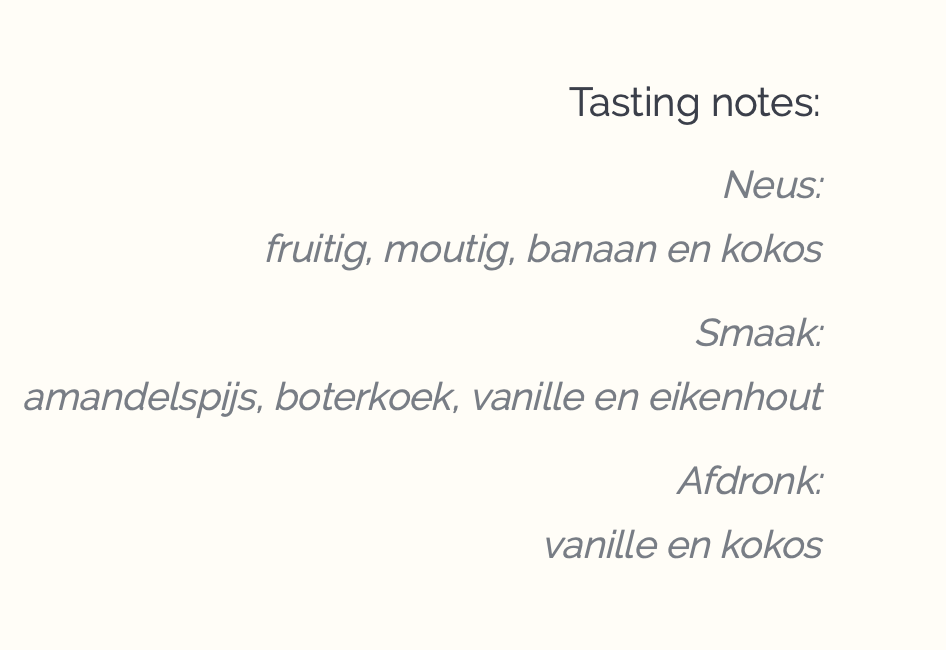 Tasting notes:
Neus:
fruitig, moutig, banaan en kokos
Smaak:
amandelspijs, boterkoek, vanille en eikenhout
Afdronk:
vanille en kokos